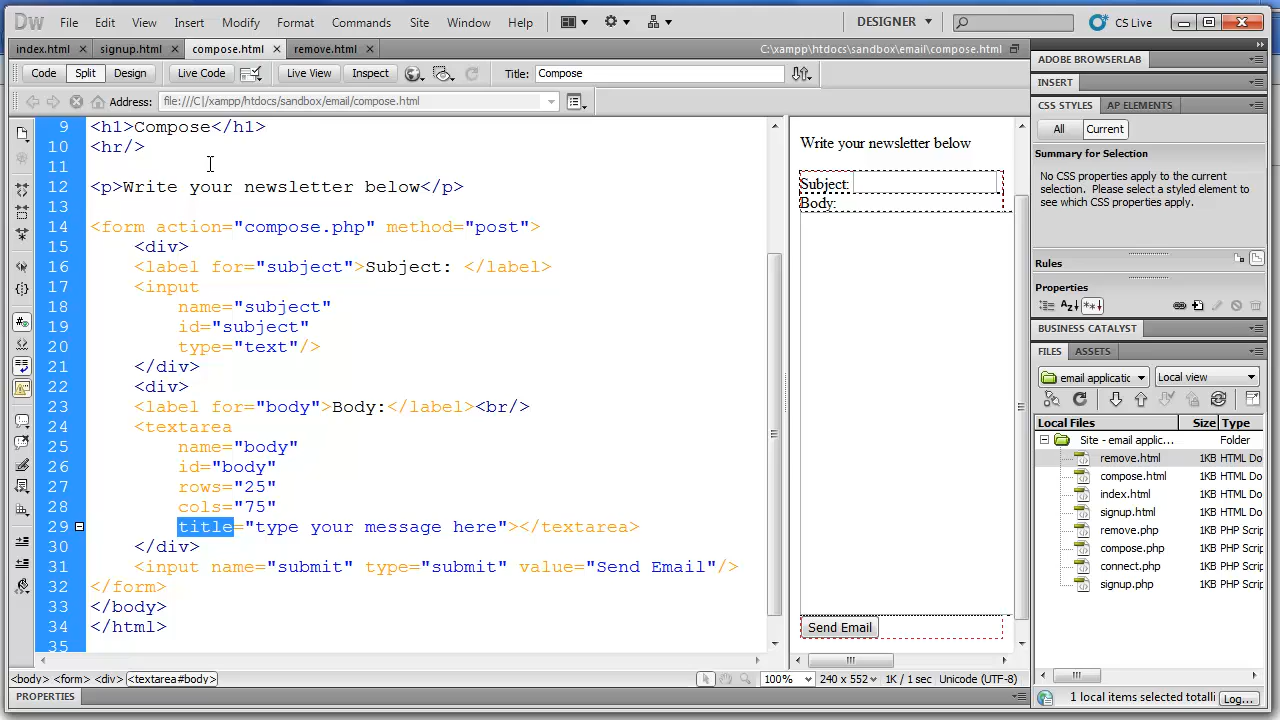 Dw File Edit View Insert Modify Format Commands Site Window Help DESIGNER CS Live
index.html signup.html compose.html remove.html C:\xampp\htdocs\sandbox\email\compose.html
Code Split Design Live Code Live View Inspect Title: Compose
Address: file:///C|/xampp/htdocs/sandbox/email/compose.html
9 <h1>Compose</h1>
10 <hr/>
11
12 <p>Write your newsletter below</p>
13
14 <form action="compose.php" method="post">
15 <div>
16 <label for="subject">Subject: </label>
17 <input
18 name="subject"
19 id="subject"
20 type="text"/>
21 </div>
22 <div>
23 <label for="body">Body:</label><br/>
24 <textarea
25 name="body"
26 id="body"
27 rows="25"
28 cols="75"
29 title="type your message here"></textarea>
30 </div>
31 <input name="submit" type="submit" value="Send Email"/>
32 </form>
33 </body>
34 </html>
35
Write your newsletter below
Subject:
Body:
Send Email
<body> <form> <div> <textarea#body> 100% 240 x 552 1K / 1 sec Unicode (UTF-8)
PROPERTIES
ADOBE BROWSERLAB
INSERT
CSS STYLES AP ELEMENTS
All Current
Summary for Selection
No CSS properties apply to the current
selection. Please select a styled element to
see which CSS properties apply.
Rules
Properties
BUSINESS CATALYST
FILES ASSETS
email applicatic Local view
Local Files Size Type
Site - email applic... Folder
remove.html 1KB HTML Do
compose.html 1KB HTML Do
index.html 1KB HTML Do
signup.html 1KB HTML Do
remove.php 1KB PHP Scrip
compose.php 1KB PHP Scrip
connect.php 1KB PHP Scrip
signup.php 1KB PHP Scrip
1 local items selected totalli Log...